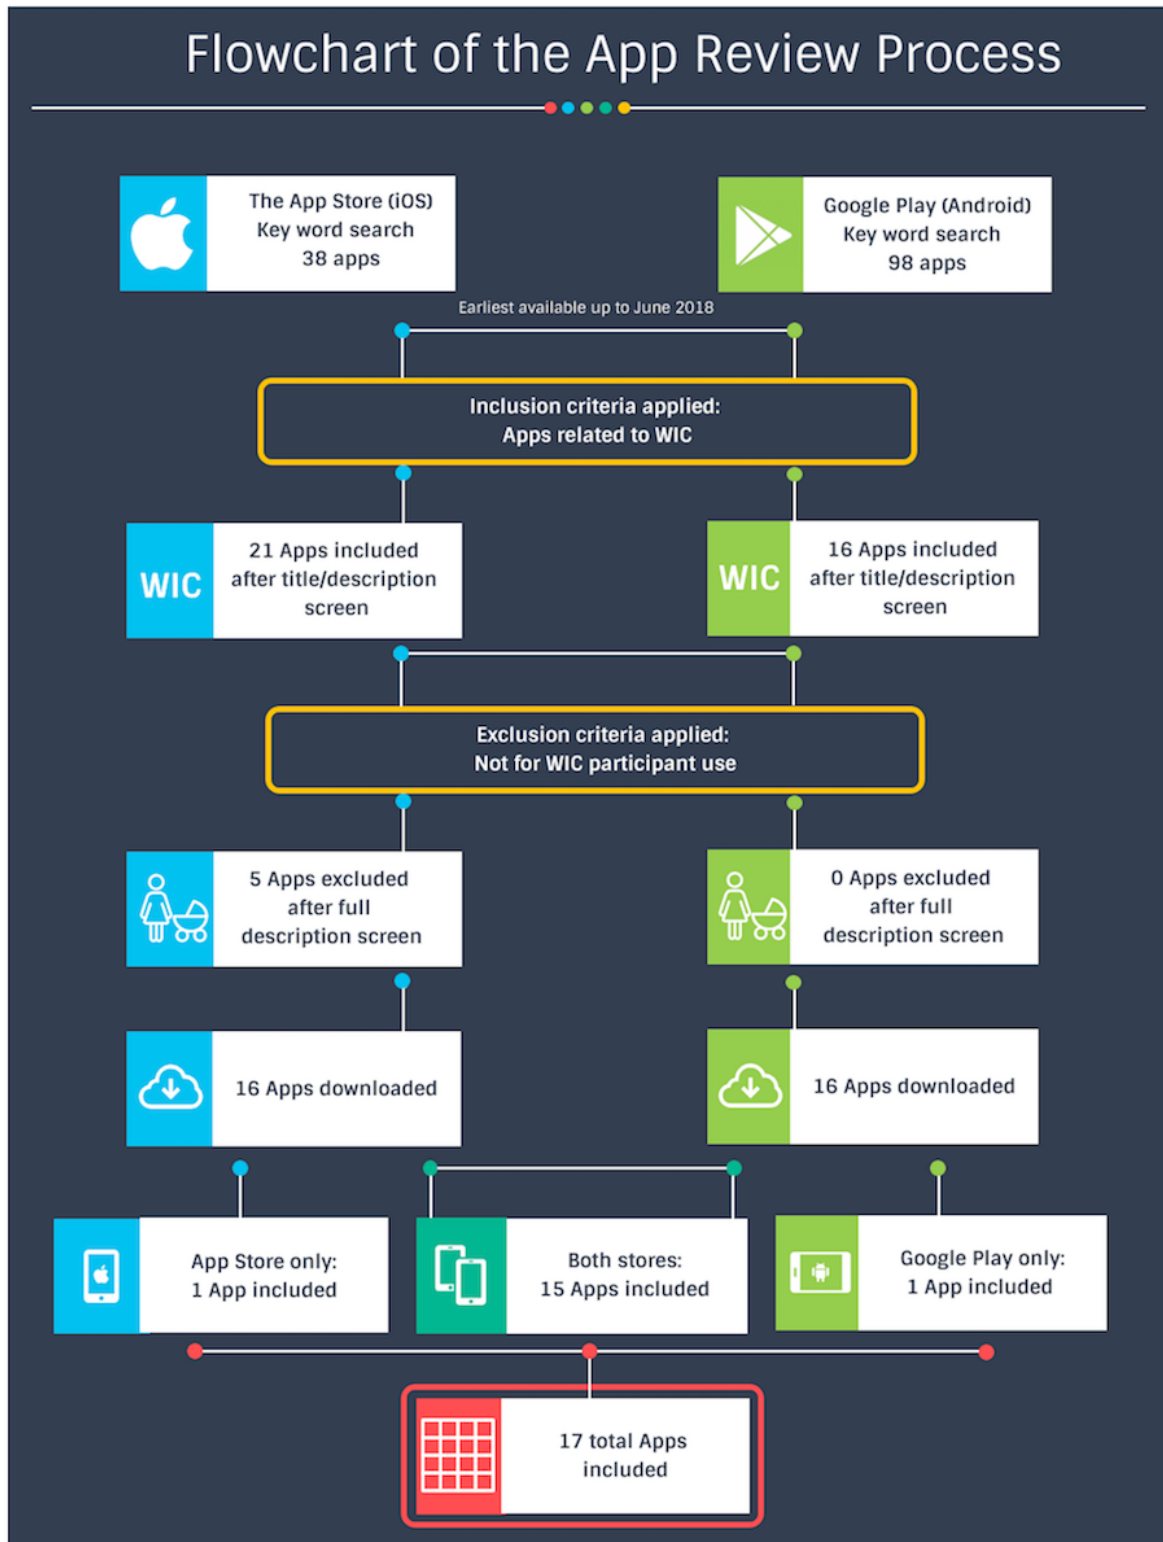 Flowchart of the App Review Process
The App Store (iOS)
Key word search
38 apps
Google Play (Android)
Key word search
98 apps
Earliest available up to June 2018
Inclusion criteria applied:
Apps related to WIC
WIC
21 Apps included
after title/description
screen
WIC
16 Apps included
after title/description
screen
Exclusion criteria applied:
Not for WIC participant use
5 Apps excluded
after full
description screen
0 Apps excluded
after full
description screen
16 Apps downloaded
16 Apps downloaded
App Store only:
1 App included
Both stores:
15 Apps included
Google Play only:
1 App included
17 total Apps
included